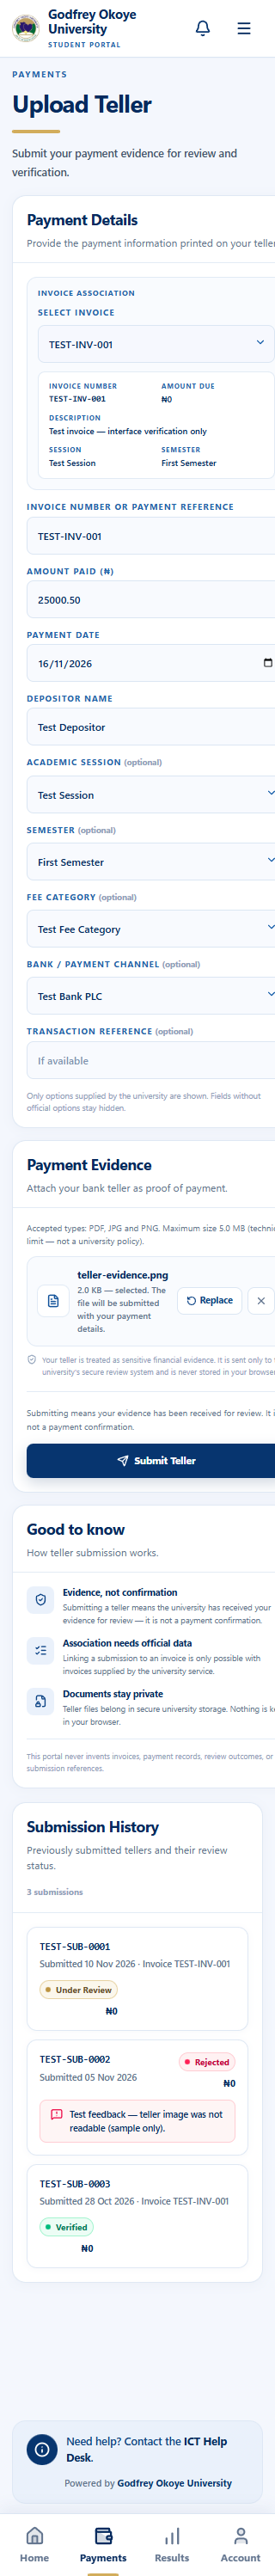 Godfrey Okoye
University
STUDENT PORTAL
PAYMENTS
Upload Teller
Submit your payment evidence for review and
verification.
Payment Details
Provide the payment information printed on your teller
INVOICE ASSOCIATION
SELECT INVOICE
TEST-INV-001
INVOICE NUMBER
AMOUNT DUE
TEST-INV-001
₦0
DESCRIPTION
Test invoice — interface verification only
SESSION
SEMESTER
Test Session
First Semester
INVOICE NUMBER OR PAYMENT REFERENCE
TEST-INV-001
AMOUNT PAID (₦)
25000.50
PAYMENT DATE
16/11/2026
DEPOSITOR NAME
Test Depositor
ACADEMIC SESSION (optional)
Test Session
SEMESTER (optional)
First Semester
FEE CATEGORY (optional)
Test Fee Category
BANK / PAYMENT CHANNEL (optional)
Test Bank PLC
TRANSACTION REFERENCE (optional)
If available
Only options supplied by the university are shown. Fields without
official options stay hidden.
Payment Evidence
Attach your bank teller as proof of payment.
Accepted types: PDF, JPG and PNG. Maximum size 5.0 MB (techni
limit — not a university policy).
teller-evidence.png
2.0 KB — selected. The
file will be submitted
with your payment
details.
Replace
Your teller is treated as sensitive financial evidence. It is sent only to
university's secure review system and is never stored in your browser
Submitting means your evidence has been received for review. It i
not a payment confirmation.
Submit Teller
Good to know
How teller submission works.
Evidence, not confirmation
Submitting a teller means the university has received your
evidence for review — it is not a payment confirmation.
Association needs official data
Linking a submission to an invoice is only possible with
invoices supplied by the university service.
Documents stay private
Teller files belong in secure university storage. Nothing is ke
in your browser.
This portal never invents invoices, payment records, review outcomes, or
submission references.
Submission History
Previously submitted tellers and their review
status.
3 submissions
TEST-SUB-0001
Submitted 10 Nov 2026 · Invoice TEST-INV-001
Under Review
₦0
TEST-SUB-0002
Rejected
Submitted 05 Nov 2026
₦0
Test feedback — teller image was not
readable (sample only).
TEST-SUB-0003
Submitted 28 Oct 2026 · Invoice TEST-INV-001
Verified
₦0
Need help? Contact the ICT Help
Desk.
Powered by Godfrey Okoye University
Home
Payments
Results
Account